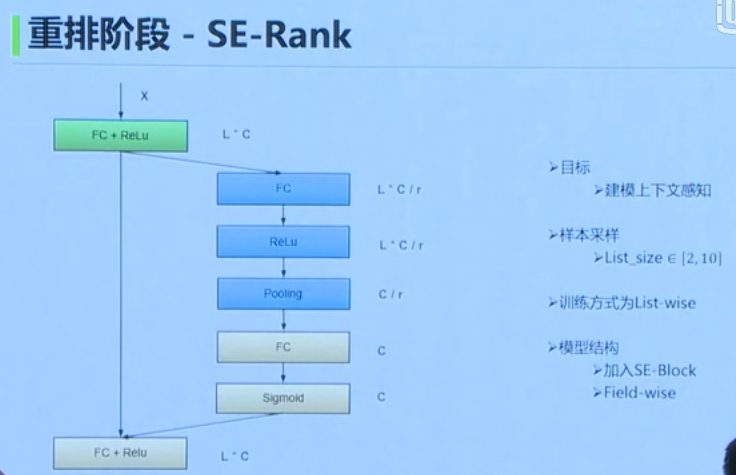 重排阶段 - SE-Rank
X
FC + ReLu
L * C
FC
L * C / r
ReLu
L * C / r
Pooling
C / r
FC
C
Sigmoid
C
FC + Relu
L * C
➢目标
➢建模上下文感知
➢样本采样
➢List_size ∈ [2, 10]
➢训练方式为List-wise
➢模型结构
➢加入SE-Block
➢Field-wise